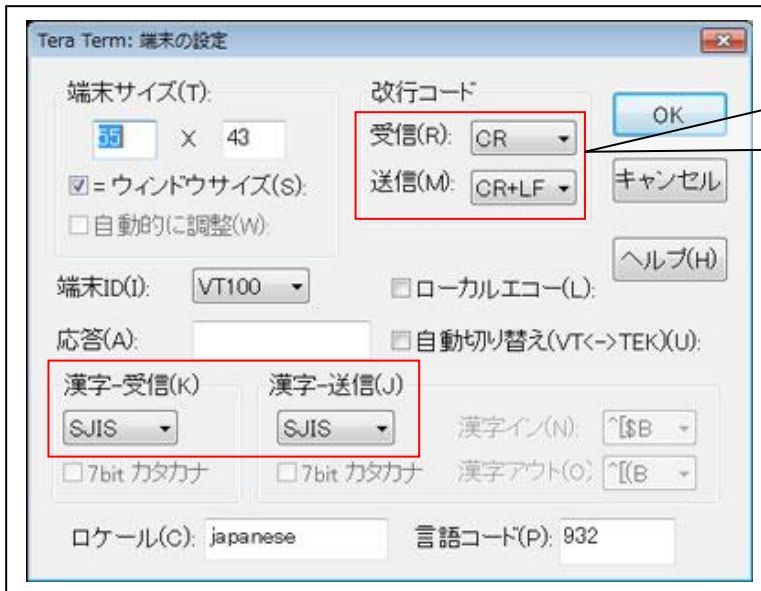 Tera Term: 端末の設定
端末サイズ(T):
55 X 43
=ウィンドウサイズ(S):
自動的に調整(W):
改行コード
受信(R): CR
送信(M): CR+LF
OK
キャンセル
ヘルプ(H)
端末ID(I): VT100
ローカルエコー(L):
応答(A):
自動切り替え(VT<->TEK)(U):
漢字-受信(K)
SJIS
7bit カタカナ
漢字-送信(J)
SJIS
7bit カタカナ
漢字イン(N): ^[$B
漢字アウト(O) ^[(B
ロケール(C): japanese
言語コード(P): 932